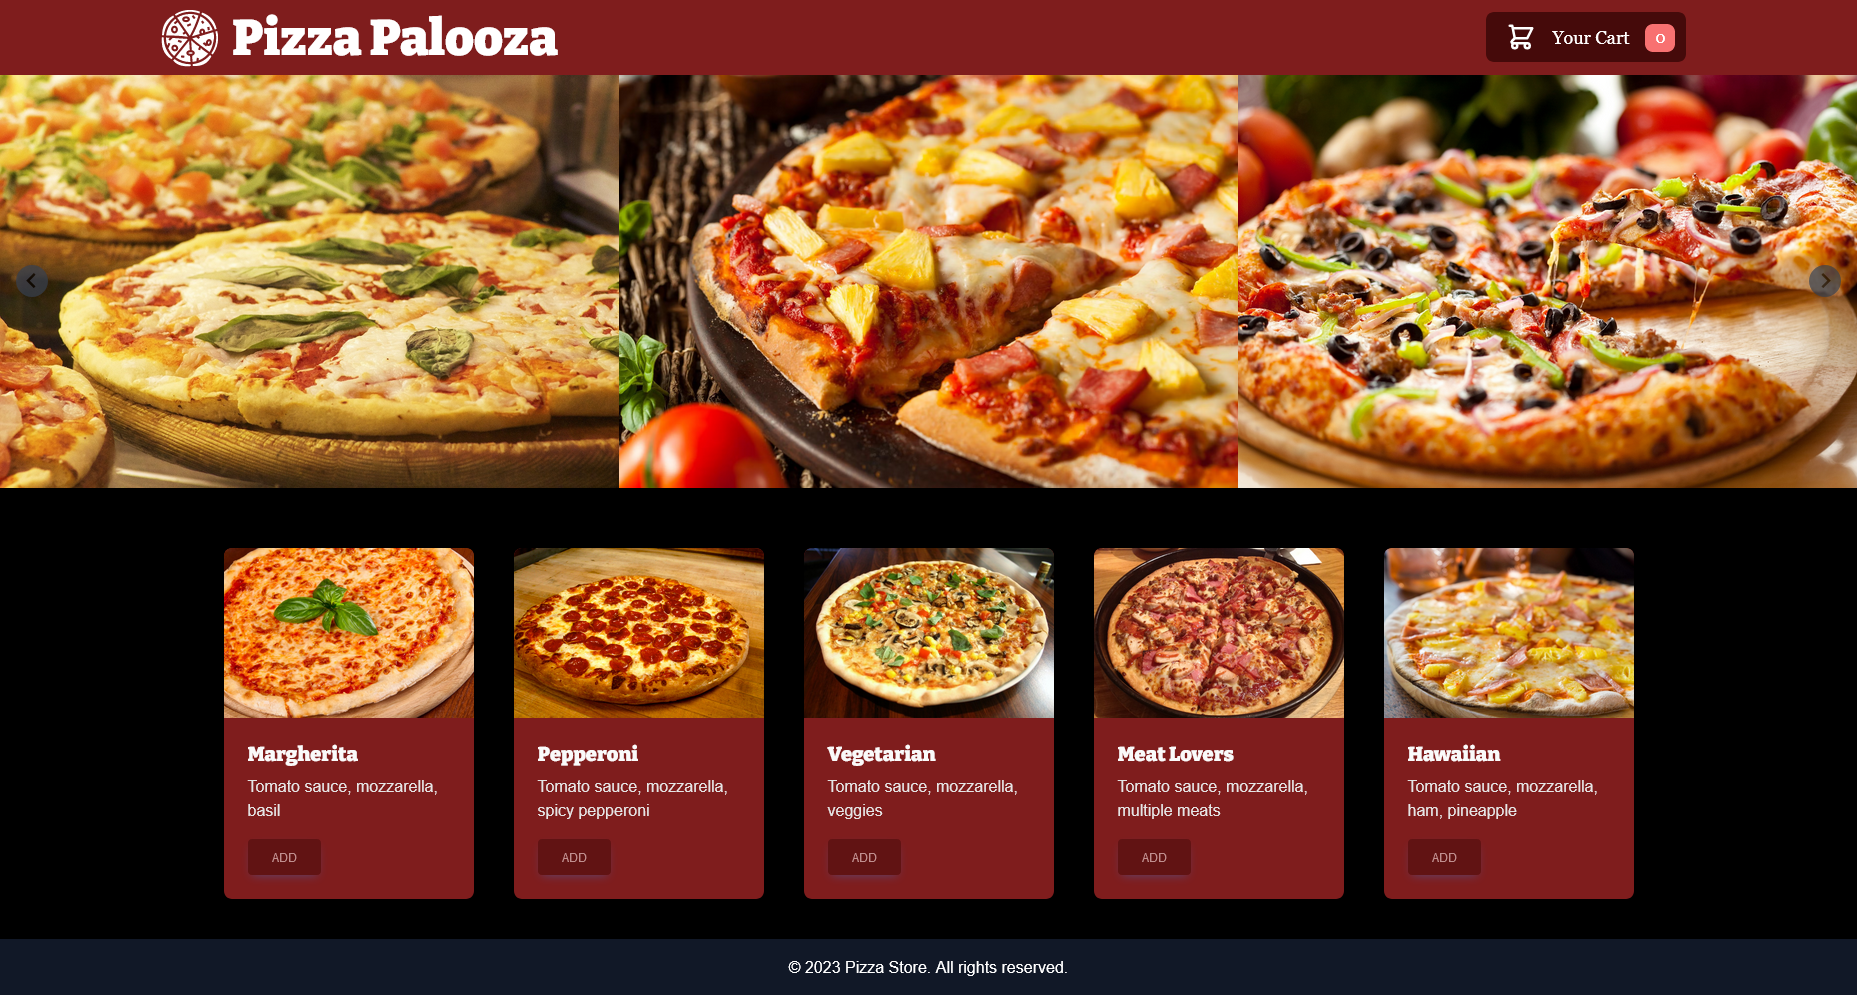 Pizza Palooza
Your Cart 0
Margherita
Tomato sauce, mozzarella,
basil
ADD
Pepperoni
Tomato sauce, mozzarella,
spicy pepperoni
ADD
Vegetarian
Tomato sauce, mozzarella,
veggies
ADD
Meat Lovers
Tomato sauce, mozzarella,
multiple meats
ADD
Hawaiian
Tomato sauce, mozzarella,
ham, pineapple
ADD
© 2023 Pizza Store. All rights reserved.